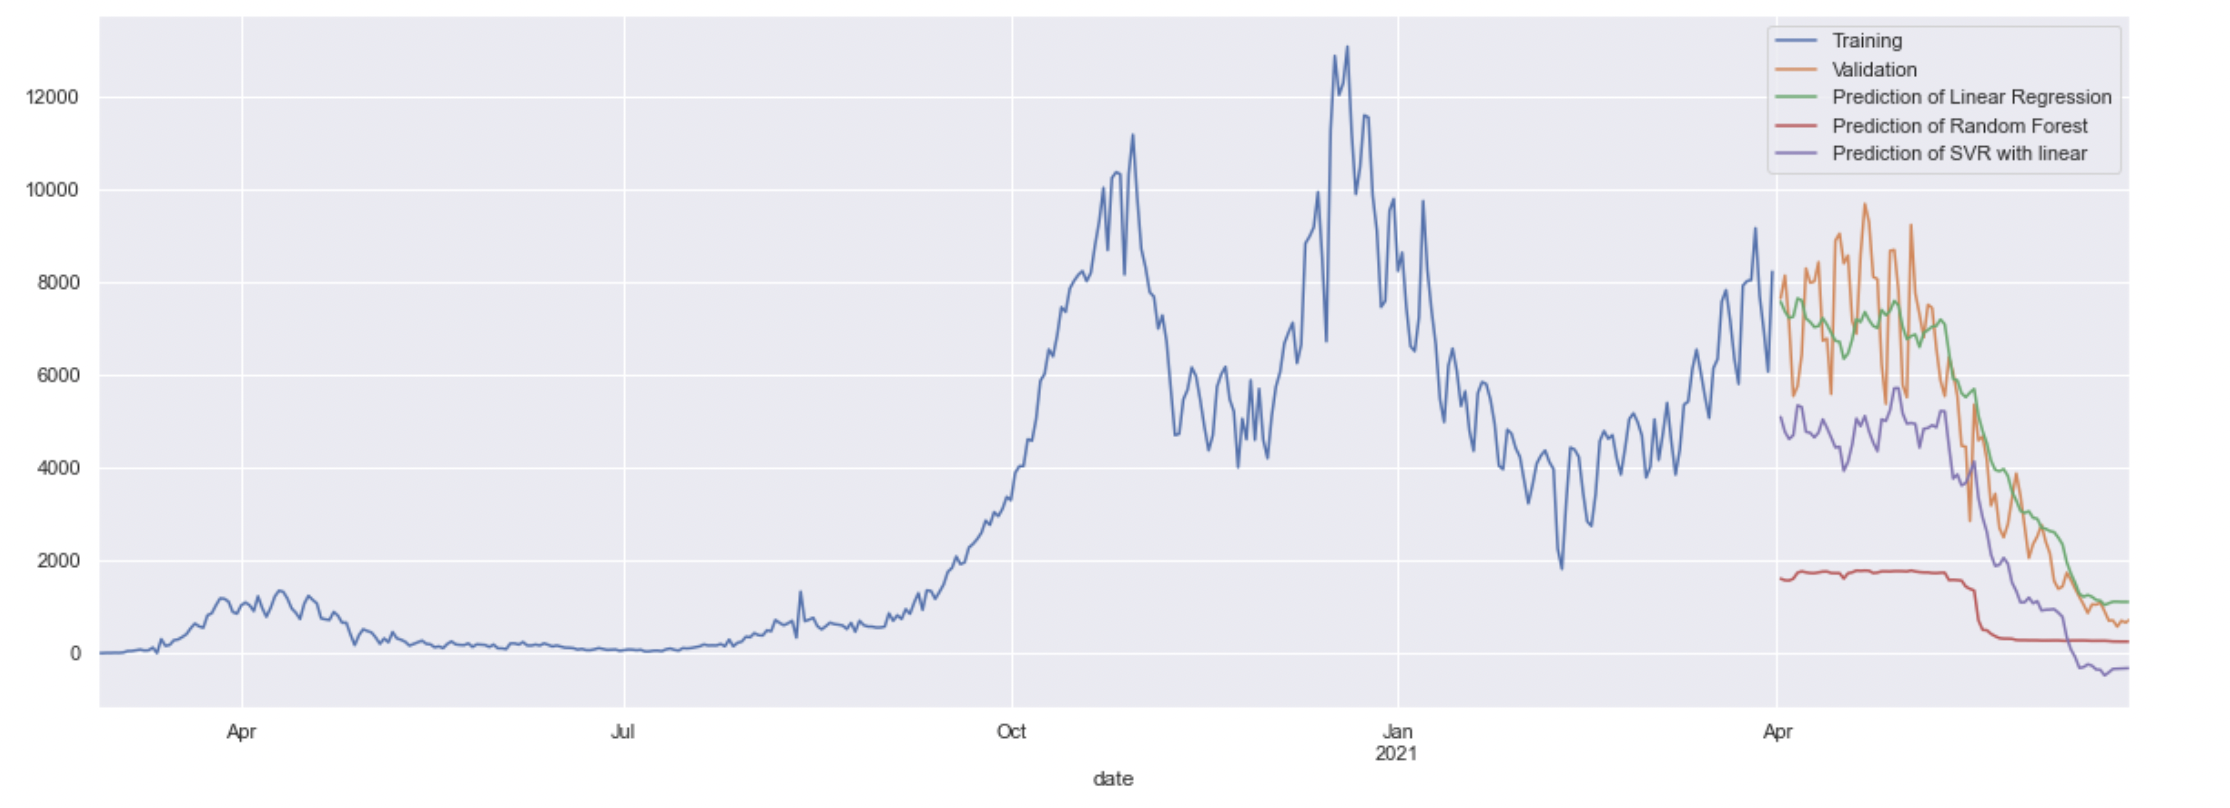 Training
Validation
Prediction of Linear Regression
Prediction of Random Forest
Prediction of SVR with linear
12000
10000
8000
6000
4000
2000
0
Apr
Jul
Oct
Jan
2021
Apr
date